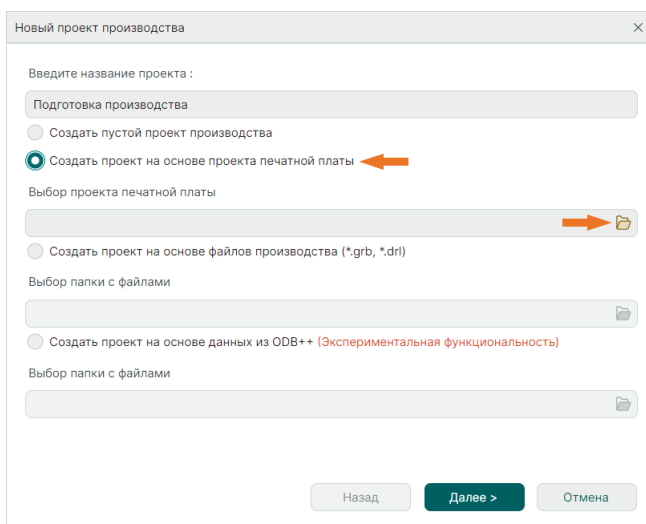 Новый проект производства
Введите название проекта :
Подготовка производства
Создать пустой проект производства
Создать проект на основе проекта печатной платы
Выбор проекта печатной платы
Создать проект на основе файлов производства (*.grb, *.drl)
Выбор папки с файлами
Создать проект на основе данных из ODB++ (Экспериментальная функциональность)
Выбор папки с файлами
Назад Далее > Отмена